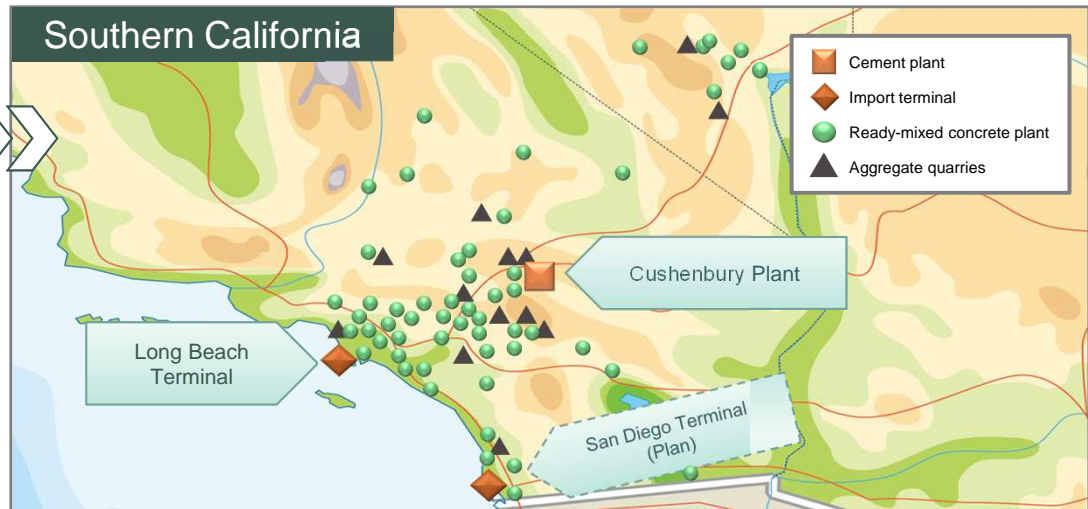 Southern California
Cement plant
Import terminal
Ready-mixed concrete plant
Aggregate quarries
Cushenbury Plant
Long Beach
Terminal
San Diego Terminal
(Plan)